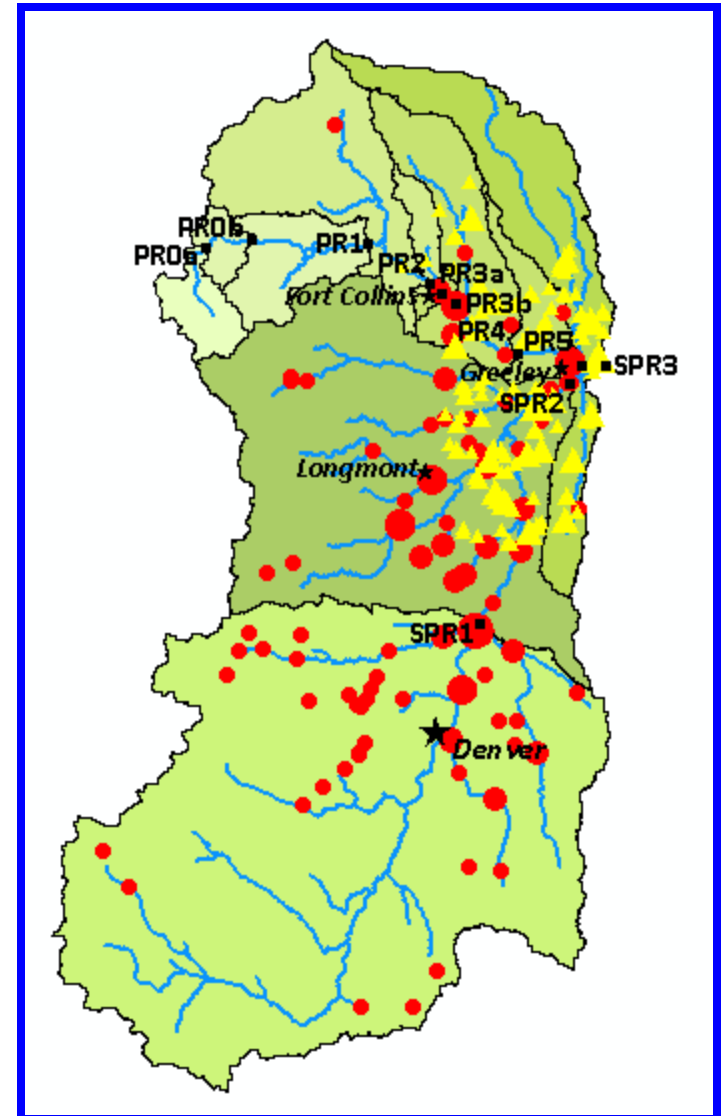 PR0b
PR0a
PR1
PR2
PR3a
Fort Collins
PR3b
PR4
PR5
Greeley
SPR3
SPR2
Longmont
SPR1
Denver